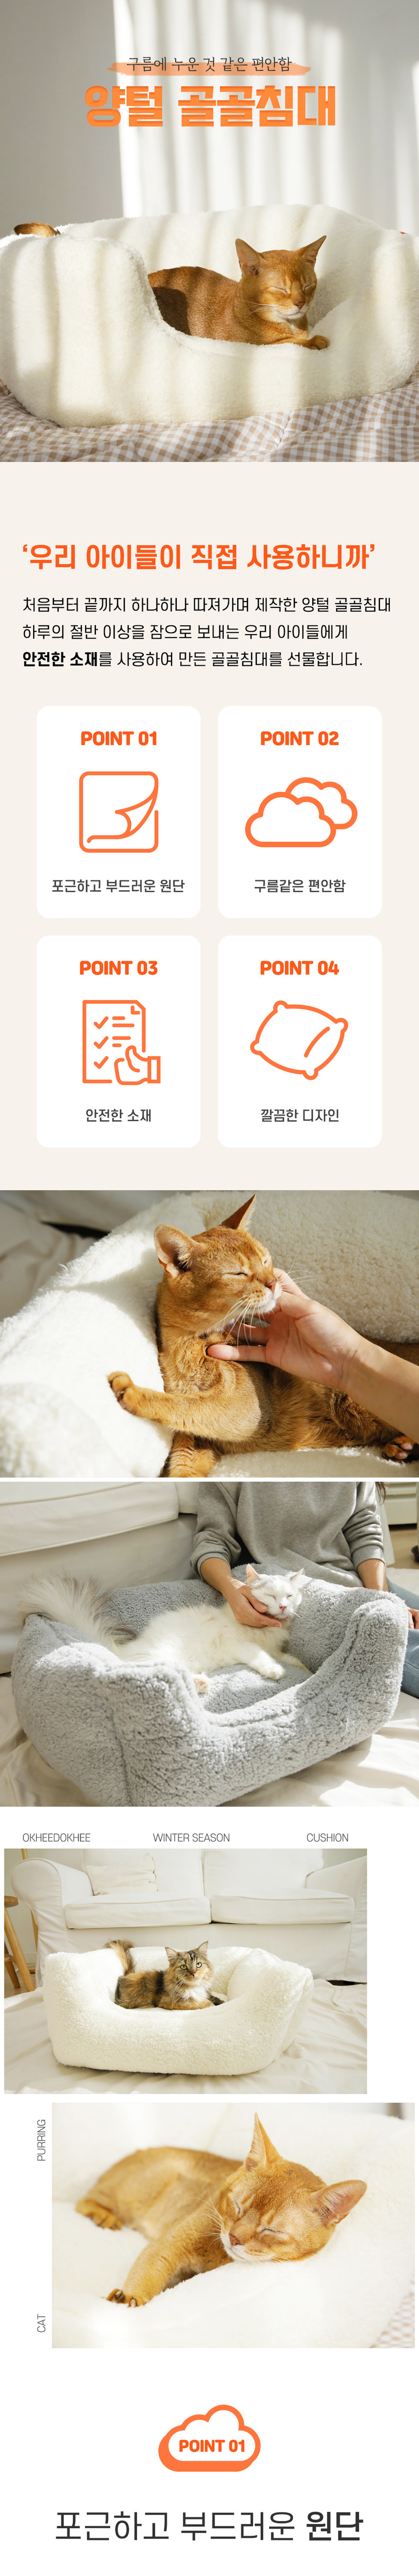 구름에 누운 것 같은 편안함
양털 골골침대
‘우리 아이들이 직접 사용하니까’
처음부터 끝까지 하나하나 따져가며 제작한 양털 골골침대
하루의 절반 이상을 잠으로 보내는 우리 아이들에게
안전한 소재를 사용하여 만든 골골침대를 선물합니다.
POINT 01
포근하고 부드러운 원단
POINT 02
구름같은 편안함
POINT 03
안전한 소재
POINT 04
깔끔한 디자인
OKHEEDOKHEE
WINTER SEASON
CUSHION
PURRING
CAT
POINT 01
포근하고 부드러운 원단